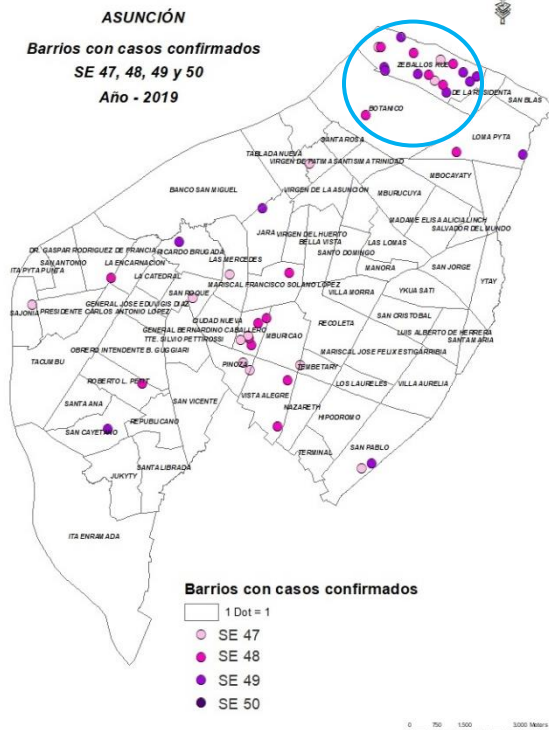 ASUNCIÓN
Barrios con casos confirmados
SE 47, 48, 49 y 50
Año - 2019
ZEBALLOS CUE
DE LA RESIDENTA
SAN BLAS
BOTANICO
SANTA ROSA
LOMA PYTA
TABLADA NUEVA
VIRGEN DE FATIMA
SANTISIMA TRINIDAD
MBOCAYATY
BANCO SAN MIGUEL
VIRGEN DE LA ASUNCION
MBURUCUYA
MADAME ELISA ALICIA LINCH
SALVADOR DEL MUNDO
JARA
VIRGEN DEL HUERTO
BELLA VISTA
LAS LOMAS
DR. GASPAR RODRIGUEZ DE FRANCIA
RICARDO BRUGADA
SANTO DOMINGO
SAN ANTONIO
LA ENCARNACION
LAS MERCEDES
MANORA
SAN JORGE
ITA PYTA PUNTA
LA CATEDRAL
MARISCAL FRANCISCO SOLANO LOPEZ
YTAY
VILLA MORRA
YKUA SATI
SAN ROQUE
GENERAL JOSE EDUVIGIS DIAZ
SAJONIA
PRESIDENTE CARLOS ANTONIO LOPEZ
SAN CRISTOBAL
CIUDAD NUEVA
RECOLETA
GENERAL BERNARDINO CABALLERO
LUIS ALBERTO DE HERRERA
TTE. SILVIO PETTIROSSI
MBURICAO
SANTA MARIA
OBRERO INTENDENTE B. GUGGIARI
MARISCAL JOSE FELIX ESTIGARRIBIA
TACUMBU
PINOZA
TEMBETARY
ROBERTO L. PETIT
LOS LAURELES
VILLA AURELIA
VISTA ALEGRE
SANTA ANA
SAN VICENTE
NAZARETH
REPUBLICANO
HIPODROMO
SAN CAYETANO
SAN PABLO
TERMINAL
SANTA LIBRADA
JUKYTY
ITA ENRAMADA
Barrios con casos confirmados
1 Dot = 1
SE 47
SE 48
SE 49
SE 50
0 750 1.500 3.000 Meters